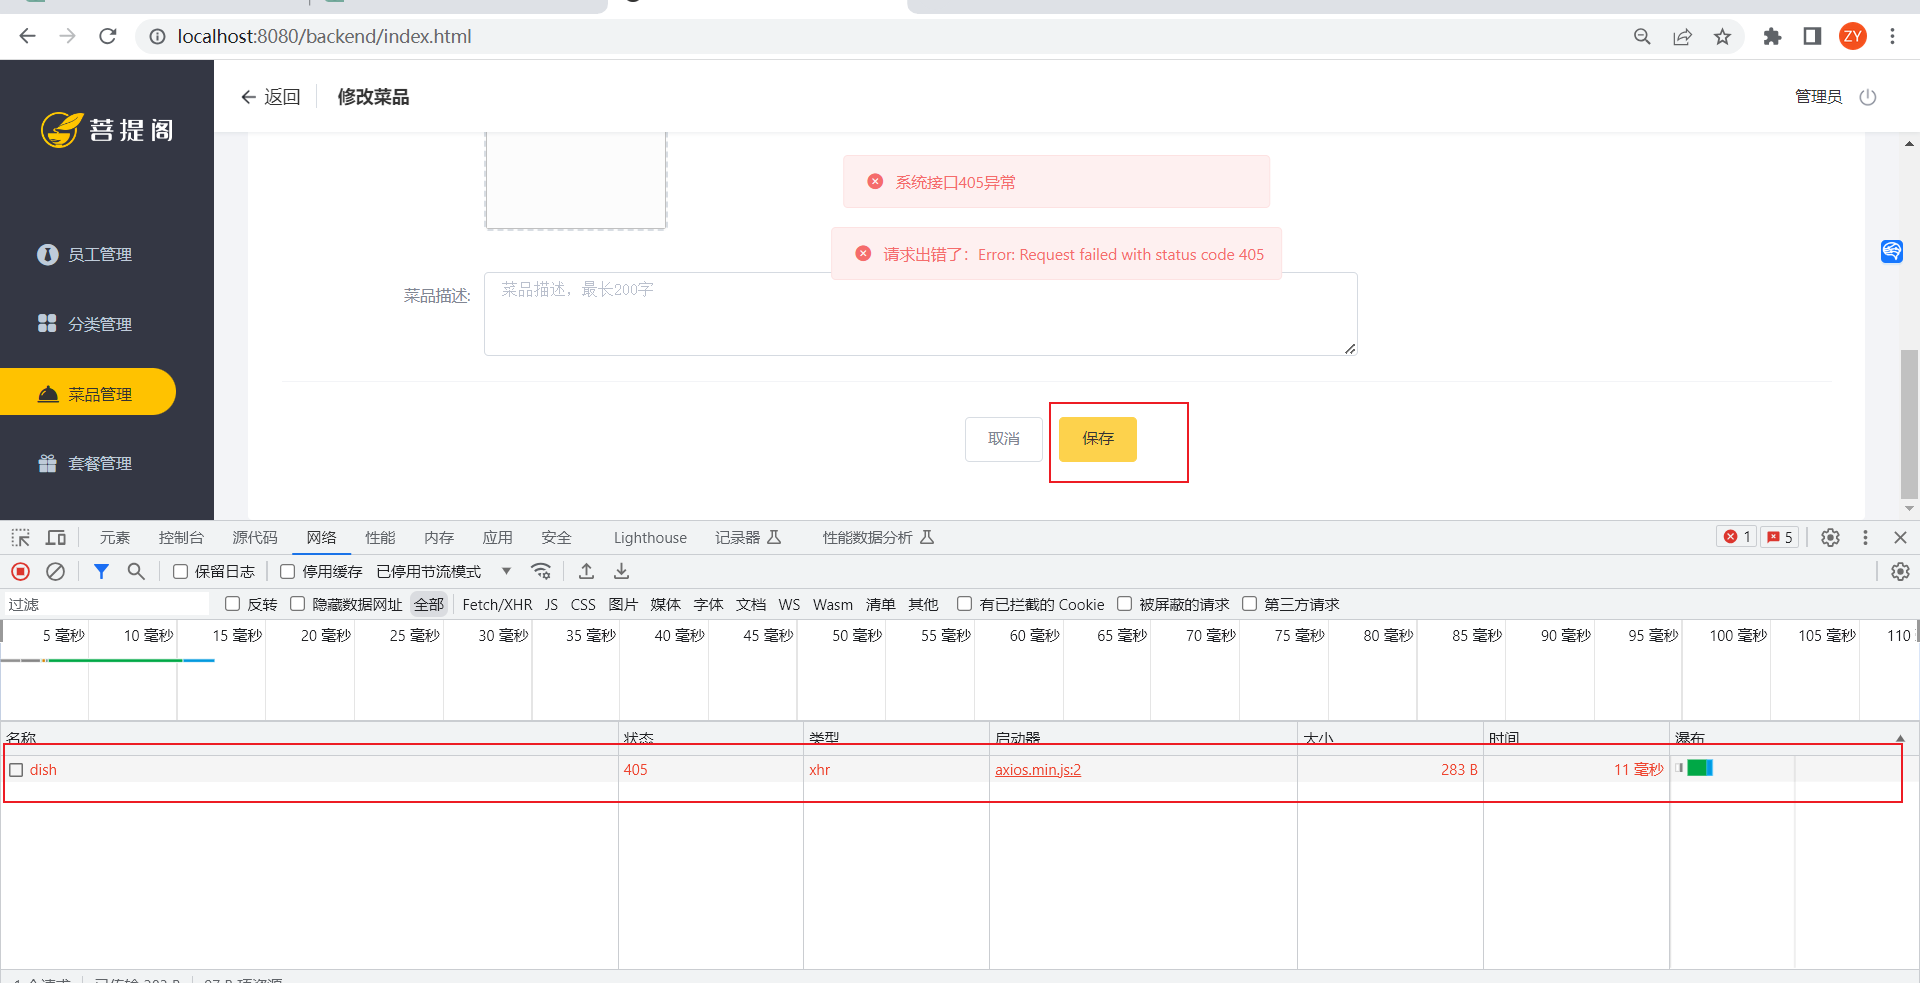 localhost:8080/backend/index.html
ZY
菩提阁
返回
修改菜品
管理员
系统接口405异常
请求出错了：Error: Request failed with status code 405
员工管理
分类管理
菜品管理
套餐管理
菜品描述:
菜品描述，最长200字
取消
保存
元素
控制台
源代码
网络
性能
内存
应用
安全
Lighthouse
记录器
性能数据分析
1
5
保留日志
停用缓存
已停用节流模式
过滤
反转
隐藏数据网址
全部
Fetch/XHR
JS
CSS
图片
媒体
字体
文档
WS
Wasm
清单
其他
有已拦截的 Cookie
被屏蔽的请求
第三方请求
5 毫秒
10 毫秒
15 毫秒
20 毫秒
25 毫秒
30 毫秒
35 毫秒
40 毫秒
45 毫秒
50 毫秒
55 毫秒
60 毫秒
65 毫秒
70 毫秒
75 毫秒
80 毫秒
85 毫秒
90 毫秒
95 毫秒
100 毫秒
105 毫秒
110
名称
状态
类型
启动器
大小
时间
瀑布
dish
405
xhr
axios.min.js:2
283 B
11 毫秒